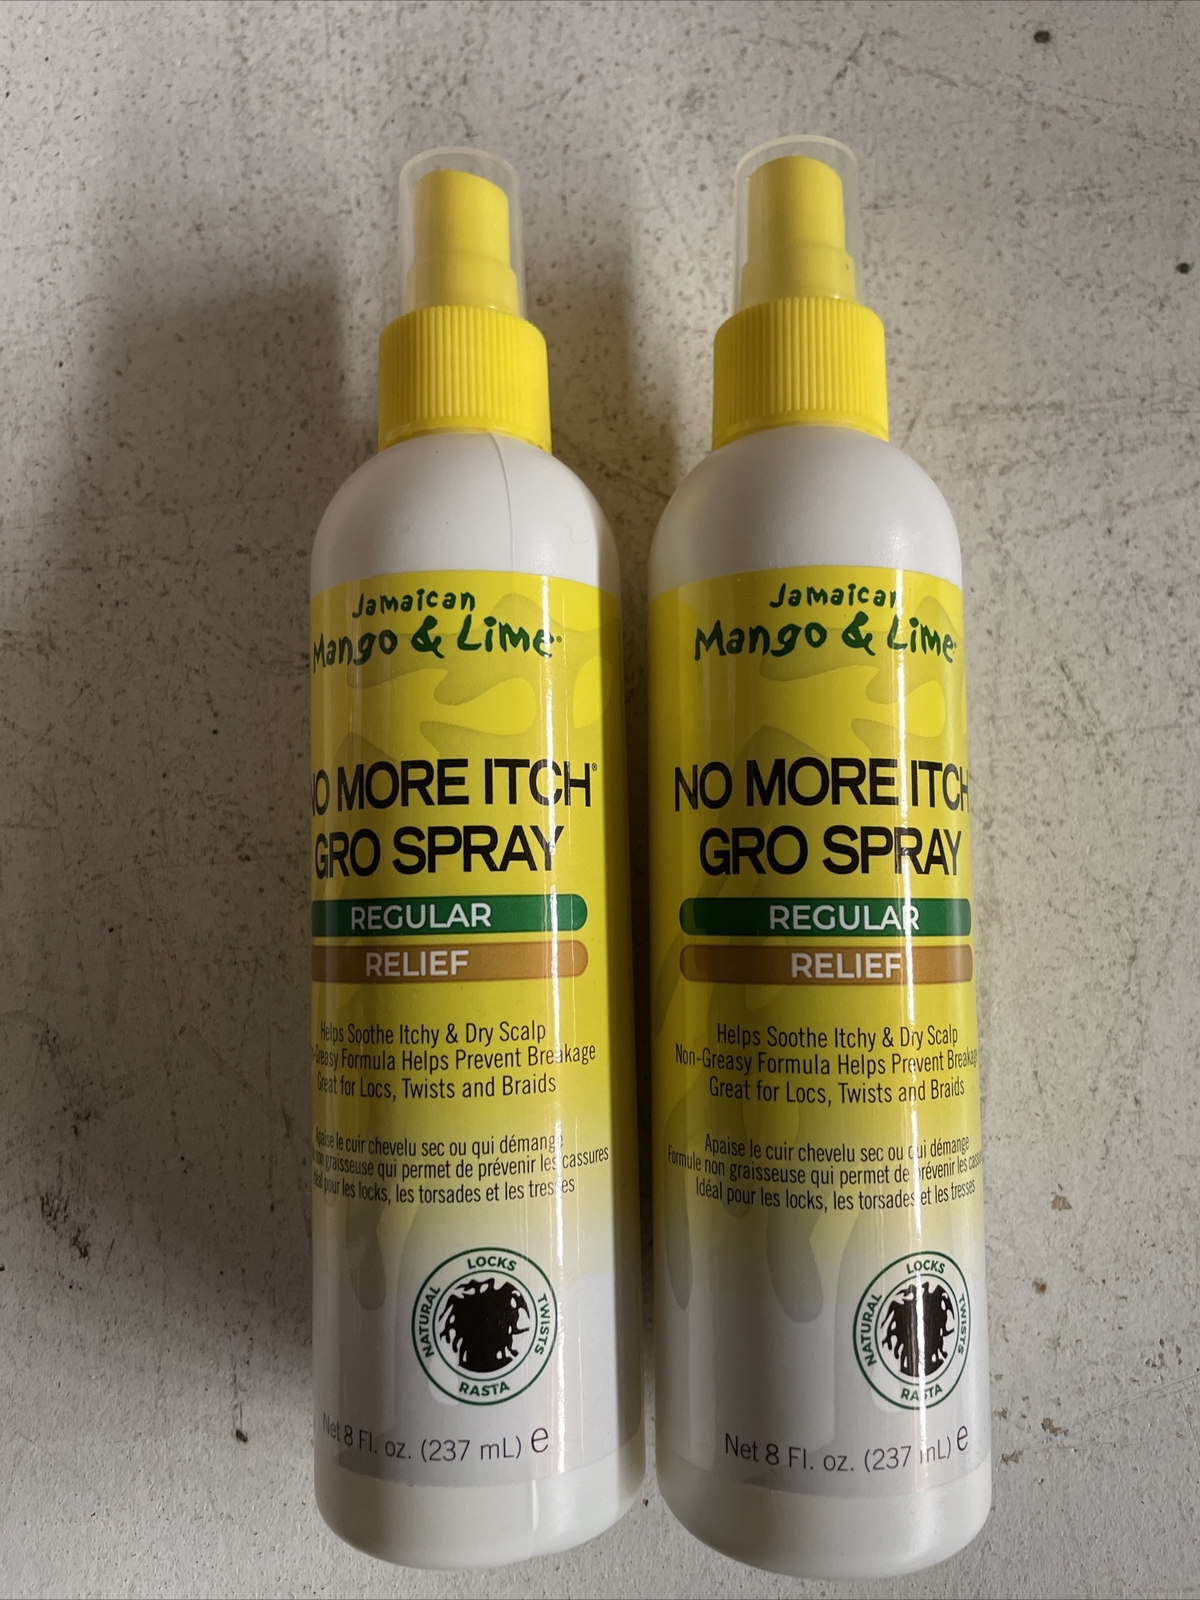 Jamaican
Mango & Lime
NO MORE ITCH®
GRO SPRAY
REGULAR
RELIEF
Helps Soothe Itchy & Dry Scalp
Greasy Formula Helps Prevent Breakage
Great for Locs, Twists and Braids
Apaise le cuir chevelu sec ou qui démange
non graisseuse qui permet de prévenir les cassures
Idéal pour les locks, les torsades et les tresses
NATURAL LOCKS TWISTS RASTA
Net 8 Fl. oz. (237 mL) e
Jamaican
Mango & Lime
NO MORE ITCH
GRO SPRAY
REGULAR
RELIEF
Helps Soothe Itchy & Dry Scalp
Non-Greasy Formula Helps Prevent Breakage
Great for Locs, Twists and Braids
Apaise le cuir chevelu sec ou qui démange
Formule non graisseuse qui permet de prévenir les cassu
Idéal pour les locks, les torsades et les tresses
NATURAL LOCKS TWISTS RASTA
Net 8 Fl. oz. (237 mL) e